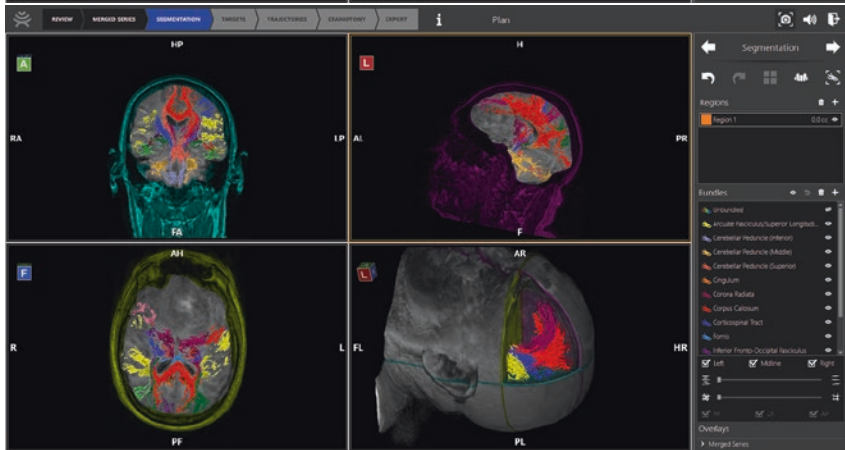 REVIEW
MERGED SERIES
SEGMENTATION
TARGETS
TRAJECTORIES
CRANIOTOMY
EXPORT
i
Plan
HP
A
RA
LP
FA
H
L
AL
PR
F
AH
F
R
L
PF
AR
L
FL
HR
PL
Segmentation
Regions
+
Region 1 0.0 cc
Bundles
+
Unbundled
Arcuate Fasciculus/Superior Longitudi...
Cerebellar Peduncle (Inferior)
Cerebellar Peduncle (Middle)
Cerebellar Peduncle (Superior)
Cingulum
Corona Radiata
Corpus Callosum
Corticospinal Tract
Fornix
Inferior Fronto-Occipital Fasciculus
Left Midline Right
Overlays
> Merged Series